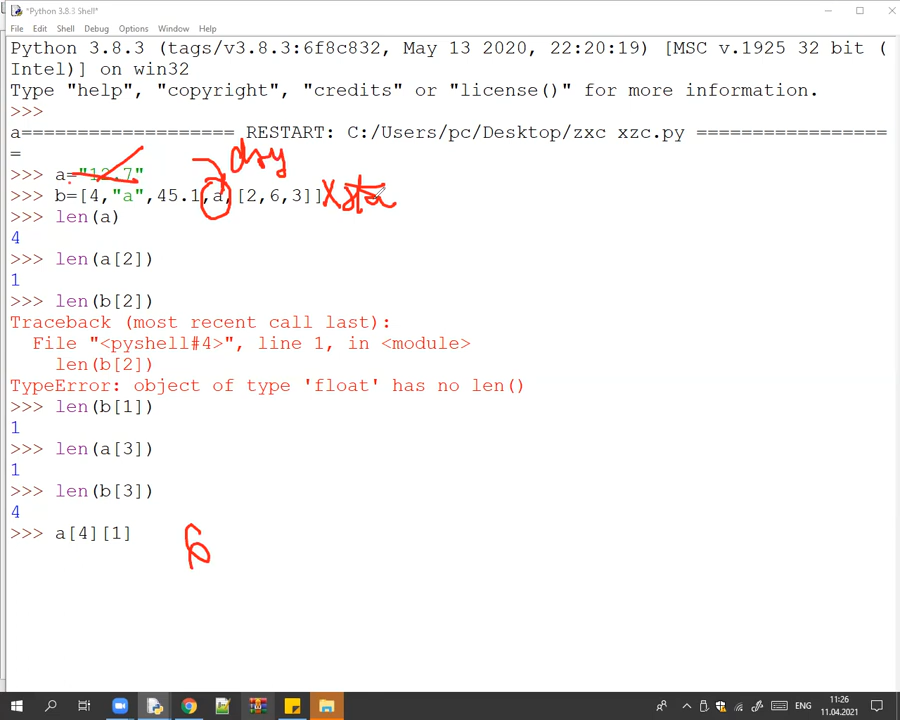 *Python 3.8.3 Shell*
File Edit Shell Debug Options Window Help
Python 3.8.3 (tags/v3.8.3:6f8c832, May 13 2020, 22:20:19) [MSC v.1925 32 bit (
Intel)] on win32
Type "help", "copyright", "credits" or "license()" for more information.
>>>
a=================== RESTART: C:/Users/pc/Desktop/zxc xzc.py =================
=
>>> a="12.7"
>>> b=[4,"a",45.1,a,[2,6,3]]
>>> len(a)
4
>>> len(a[2])
1
>>> len(b[2])
Traceback (most recent call last):
File "<pyshell#4>", line 1, in <module>
len(b[2])
TypeError: object of type 'float' has no len()
>>> len(b[1])
1
>>> len(a[3])
1
>>> len(b[3])
4
>>> a[4][1]
6
ENG
11:26
11.04.2021